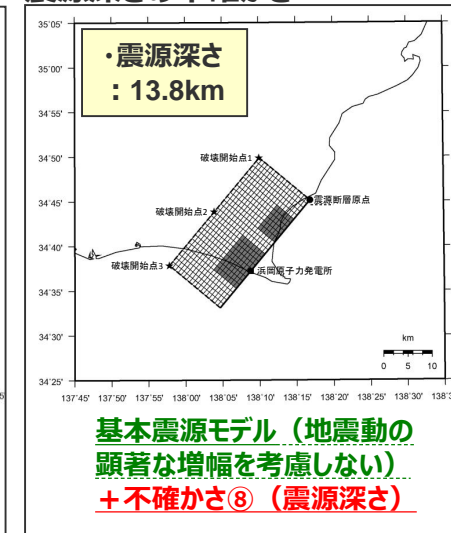 ・震源深さ
：13.8km
35˚05'
35˚00'
34˚55'
34˚50'
34˚45'
34˚40'
34˚35'
34˚30'
34˚25'
破壊開始点1
震源断層原点
破壊開始点2
破壊開始点3
浜岡原子力発電所
km
0 5 10
137˚45' 137˚50' 137˚55' 138˚00' 138˚05' 138˚10' 138˚15' 138˚20' 138˚25' 138˚30'
基本震源モデル（地震動の
顕著な増幅を考慮しない）
＋不確かさ⑧（震源深さ）